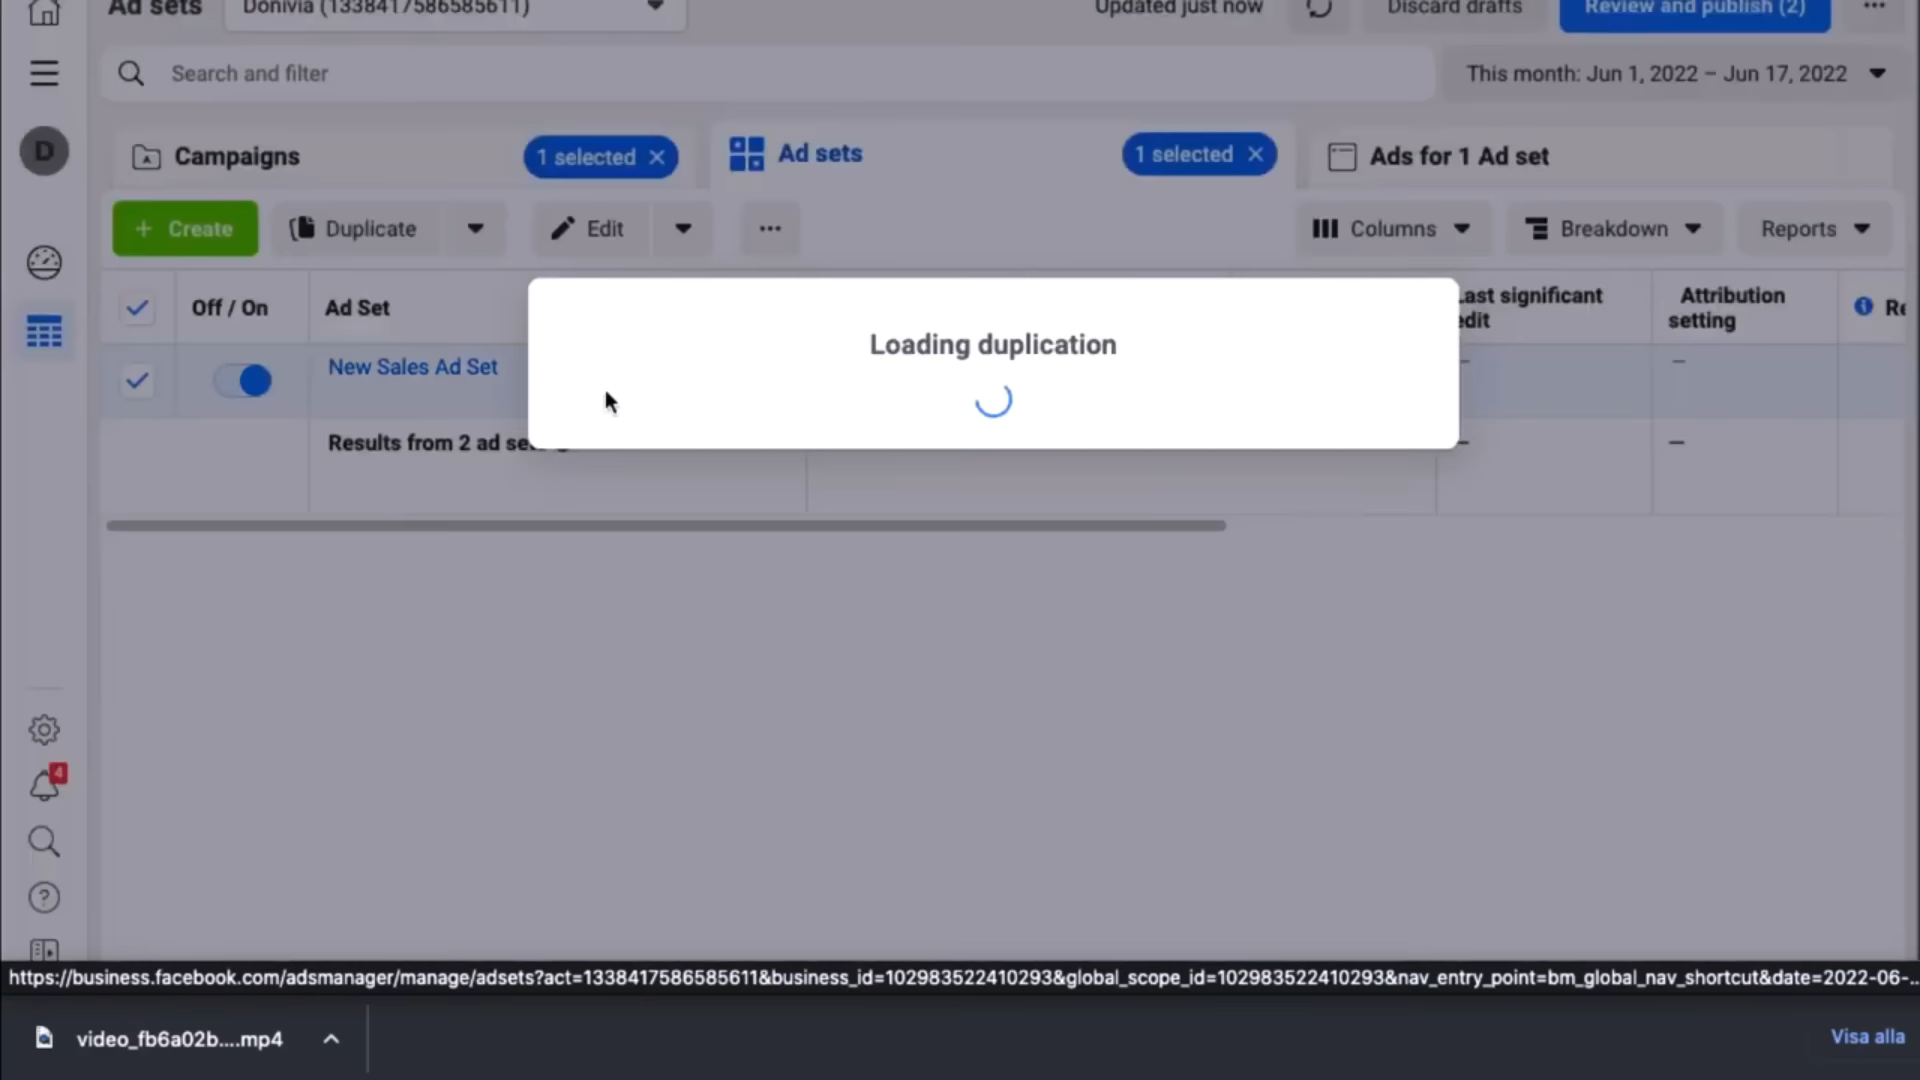 Ad sets
Donivia (1338417586585611)
Updated just now
Discard drafts
Review and publish (2)
Search and filter
This month: Jun 1, 2022 – Jun 17, 2022
D
Campaigns
1 selected
Ad sets
1 selected
Ads for 1 Ad set
+ Create
Duplicate
Edit
Columns
Breakdown
Reports
Off / On
Ad Set
Last significant
edit
Attribution
setting
New Sales Ad Set
Loading duplication
Results from 2 ad
4
https://business.facebook.com/adsmanager/manage/adsets?act=1338417586585611&business_id=102983522410293&global_scope_id=102983522410293&nav_entry_point=bm_global_nav_shortcut&date=2022-06-...
video_fb6a02b....mp4
Visa alla